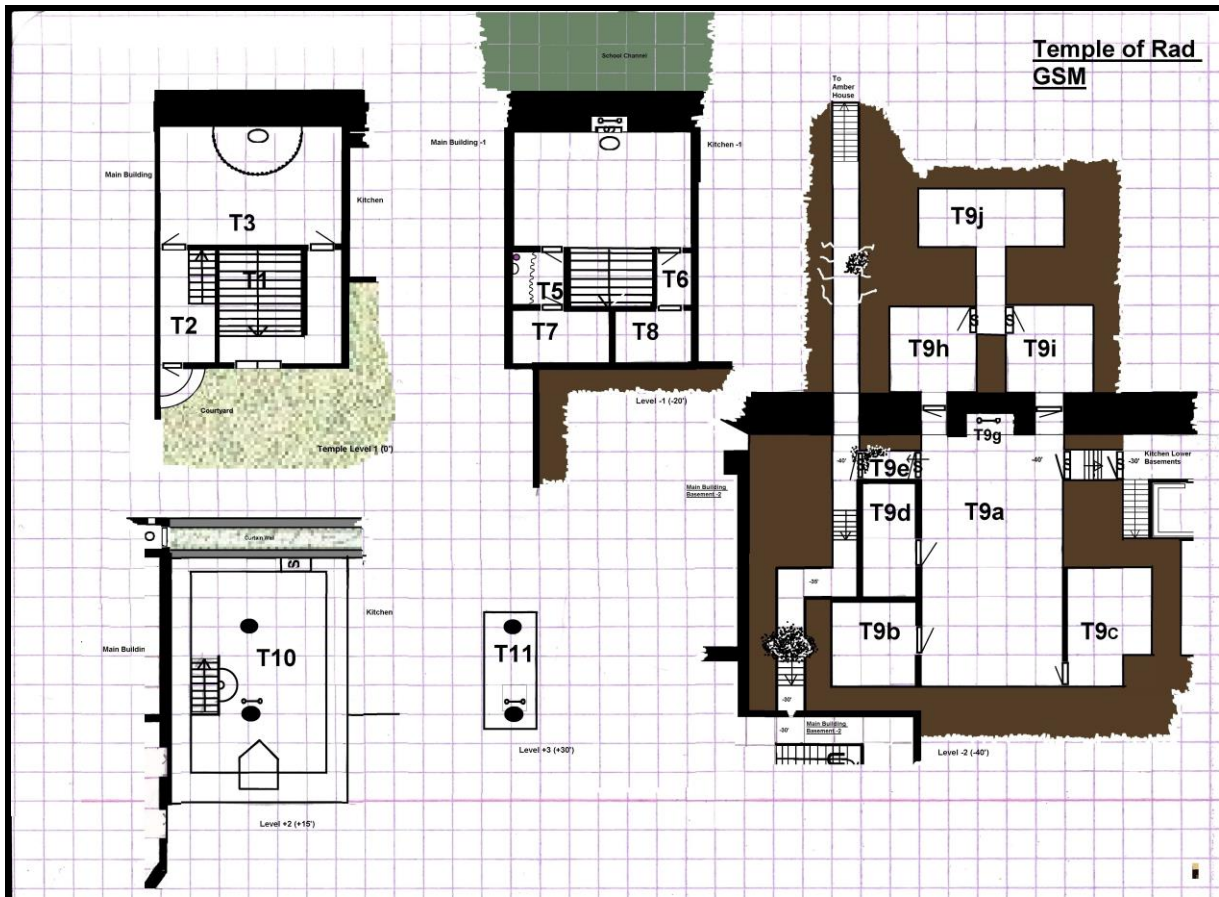 Temple of Rad
GSM
School Channel
To
Amber
House
Main Building
Kitchen
T3
T1
T2
Courtyard
Temple Level 1 (0')
Main Building -1
Kitchen -1
T5
T6
T7
T8
Level -1 (-20')
T9j
T9h
S
S
T9i
T9g
-40'
S
T9e
S
-40'
S
S
-30'
Kitchen Lower
Basements
Main Building
Basement -2
T9d
T9a
-35'
T9b
T9c
-30'
-30'
Main Building
Basement -2
Level -2 (-40')
Curtain Wall
S
Kitchen
Main Building
T10
Level +2 (+15')
T11
Level +3 (+30')